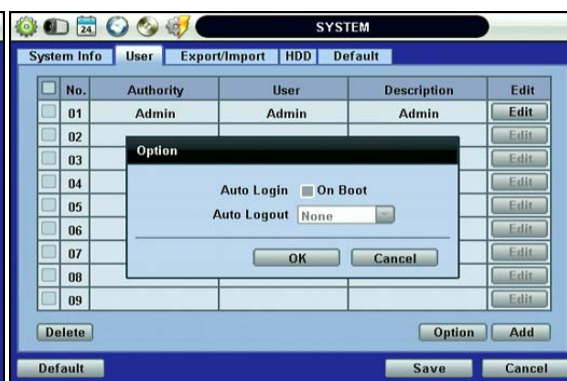 24
SYSTEM
System Info User Export/Import HDD Default
No. Authority User Description Edit
01 Admin Admin Admin Edit
02 Edit
03 Edit
04 Edit
05 Edit
06 Edit
07 Edit
08 Edit
09 Edit
Option
Auto Login On Boot
Auto Logout None
OK Cancel
Delete Option Add
Default Save Cancel